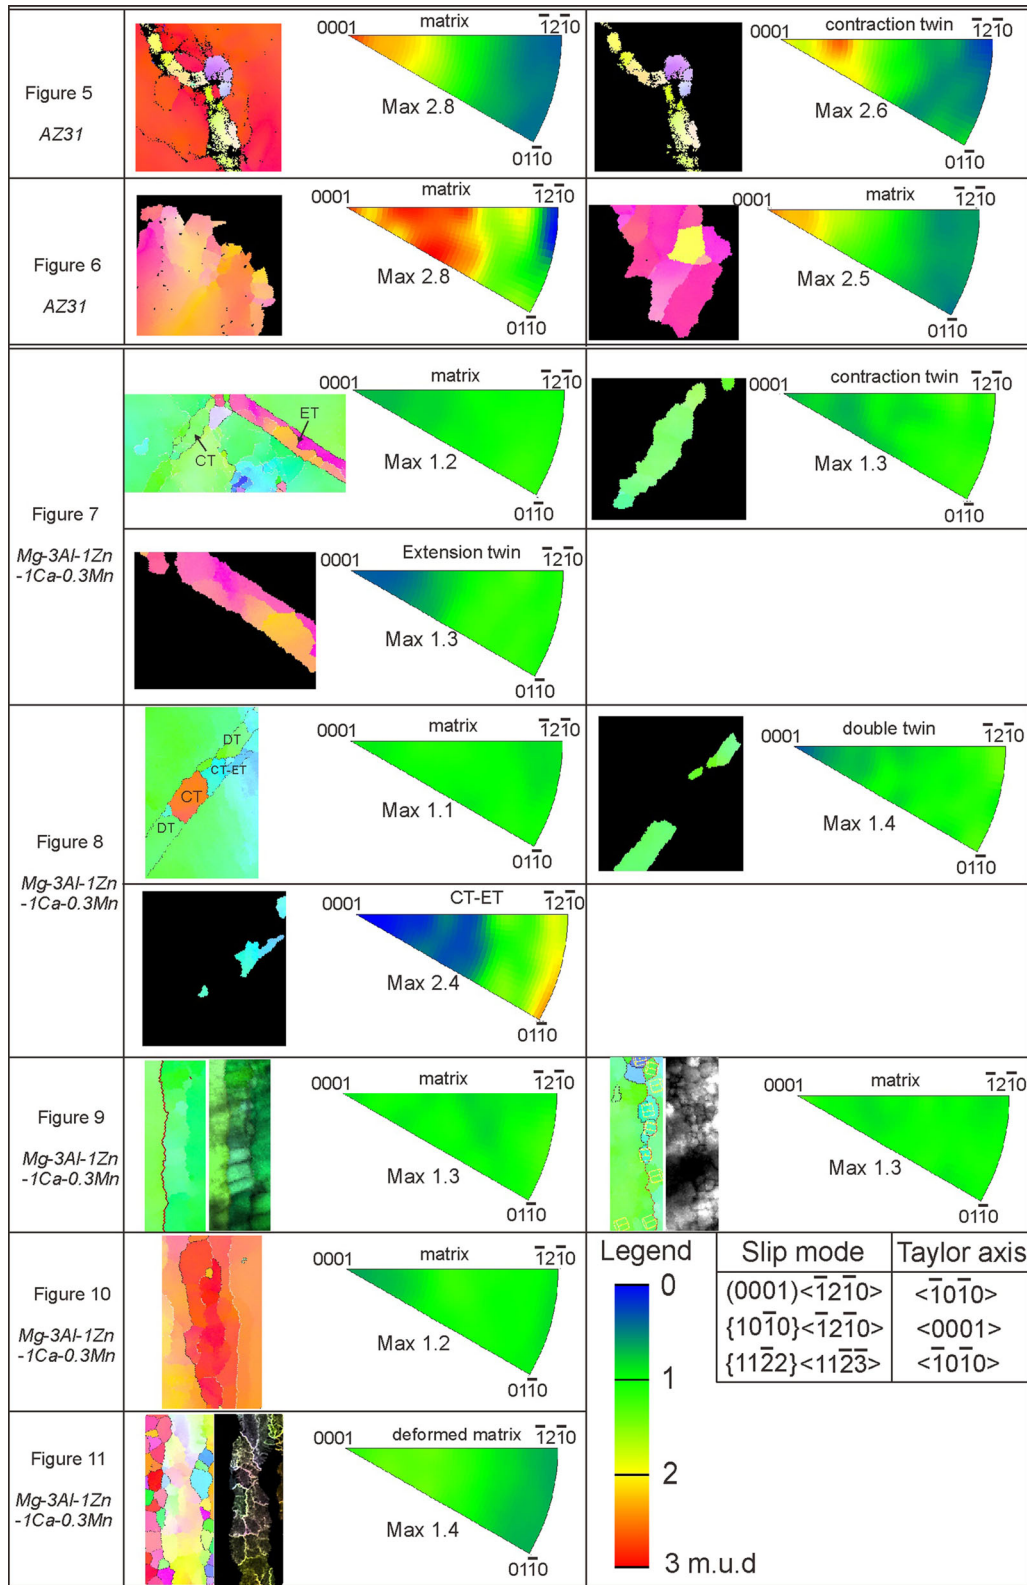 Figure 5
AZ31
0001
matrix
1̅21̅0
Max 2.8
011̅0
0001
contraction twin
1̅21̅0
Max 2.6
011̅0
Figure 6
AZ31
0001
matrix
1̅21̅0
Max 2.8
011̅0
0001
matrix
1̅21̅0
Max 2.5
011̅0
Figure 7
Mg-3Al-1Zn
-1Ca-0.3Mn
CT
ET
0001
matrix
1̅21̅0
Max 1.2
011̅0
0001
contraction twin
1̅21̅0
Max 1.3
011̅0
0001
Extension twin
1̅21̅0
Max 1.3
011̅0
Figure 8
Mg-3Al-1Zn
-1Ca-0.3Mn
DT
CT-ET
CT
DT
0001
matrix
1̅21̅0
Max 1.1
011̅0
0001
double twin
1̅21̅0
Max 1.4
011̅0
0001
CT-ET
1̅21̅0
Max 2.4
011̅0
Figure 9
Mg-3Al-1Zn
-1Ca-0.3Mn
0001
matrix
1̅21̅0
Max 1.3
011̅0
0001
matrix
1̅21̅0
Max 1.3
011̅0
Figure 10
Mg-3Al-1Zn
-1Ca-0.3Mn
0001
matrix
1̅21̅0
Max 1.2
011̅0
Legend
0
1
2
3 m.u.d
Slip mode Taylor axis
(0001)<1̅21̅0> <1̅01̅0>
{101̅0}<1̅21̅0> <0001>
{112̅2̅}<112̅3̅> <1̅01̅0>
Figure 11
Mg-3Al-1Zn
-1Ca-0.3Mn
0001
deformed matrix
1̅21̅0
Max 1.4
011̅0